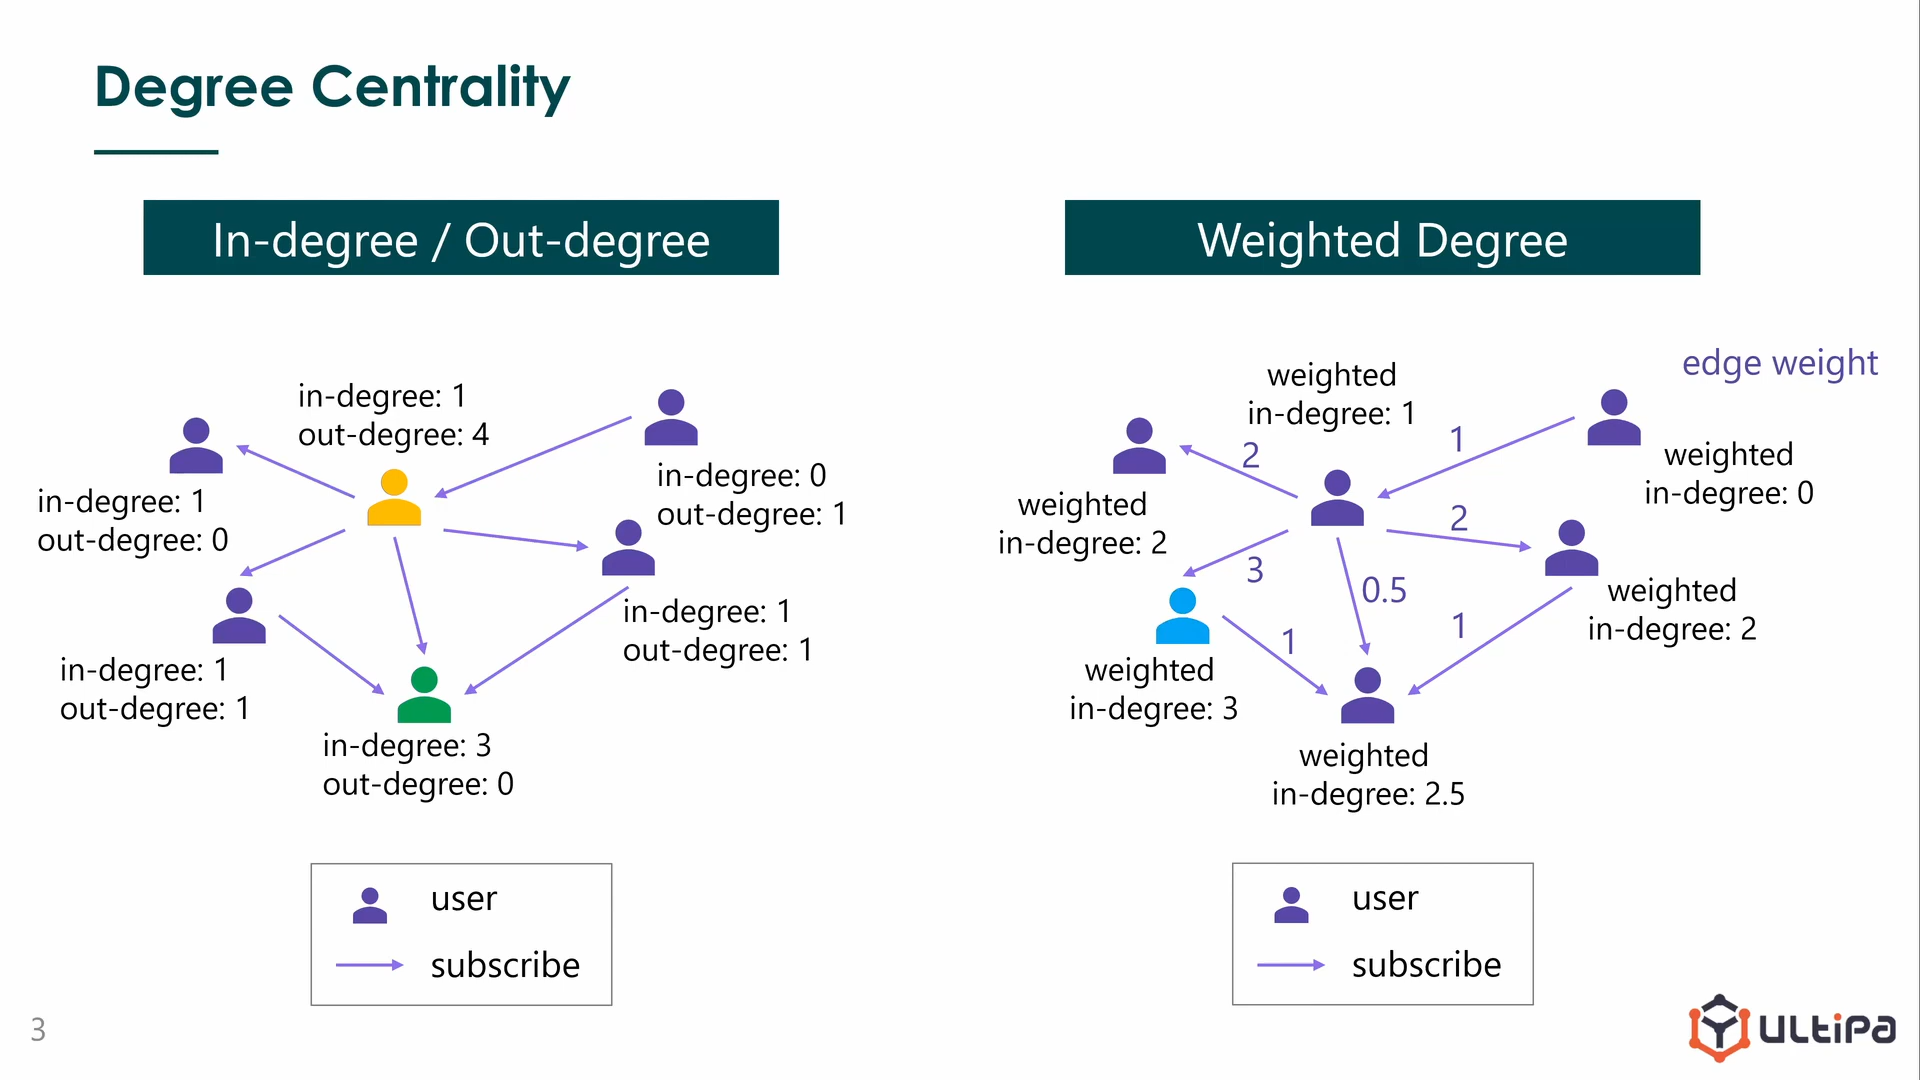 Degree Centrality
In-degree / Out-degree
in-degree: 1
out-degree: 4
in-degree: 0
out-degree: 1
in-degree: 1
out-degree: 0
in-degree: 1
out-degree: 1
in-degree: 1
out-degree: 1
in-degree: 3
out-degree: 0
user
subscribe
Weighted Degree
edge weight
weighted
in-degree: 1
2
1
weighted
in-degree: 0
weighted
in-degree: 2
2
3
0.5
weighted
in-degree: 2
1
1
weighted
in-degree: 3
weighted
in-degree: 2.5
user
subscribe
3
ULTiPa